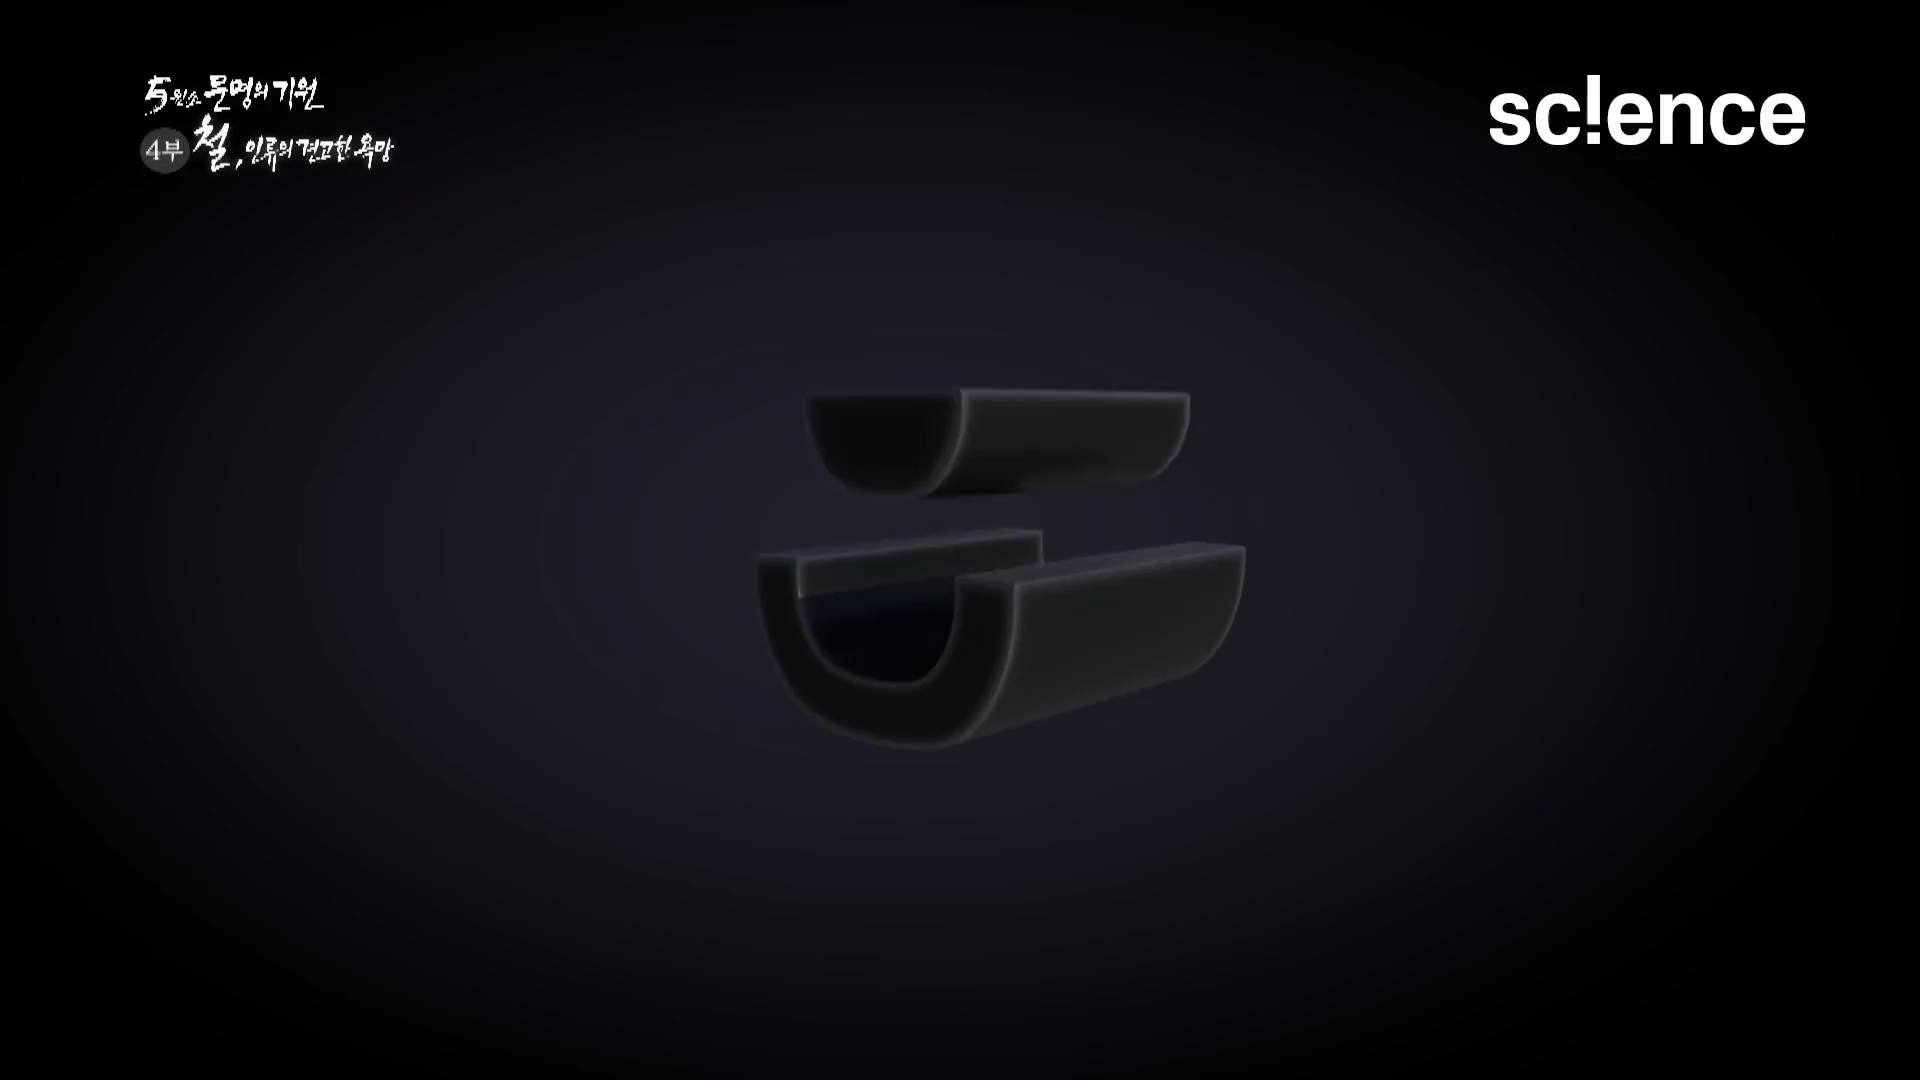 5원소 문명의 기원
4부 철, 인류의 견고한 욕망
sc!ence